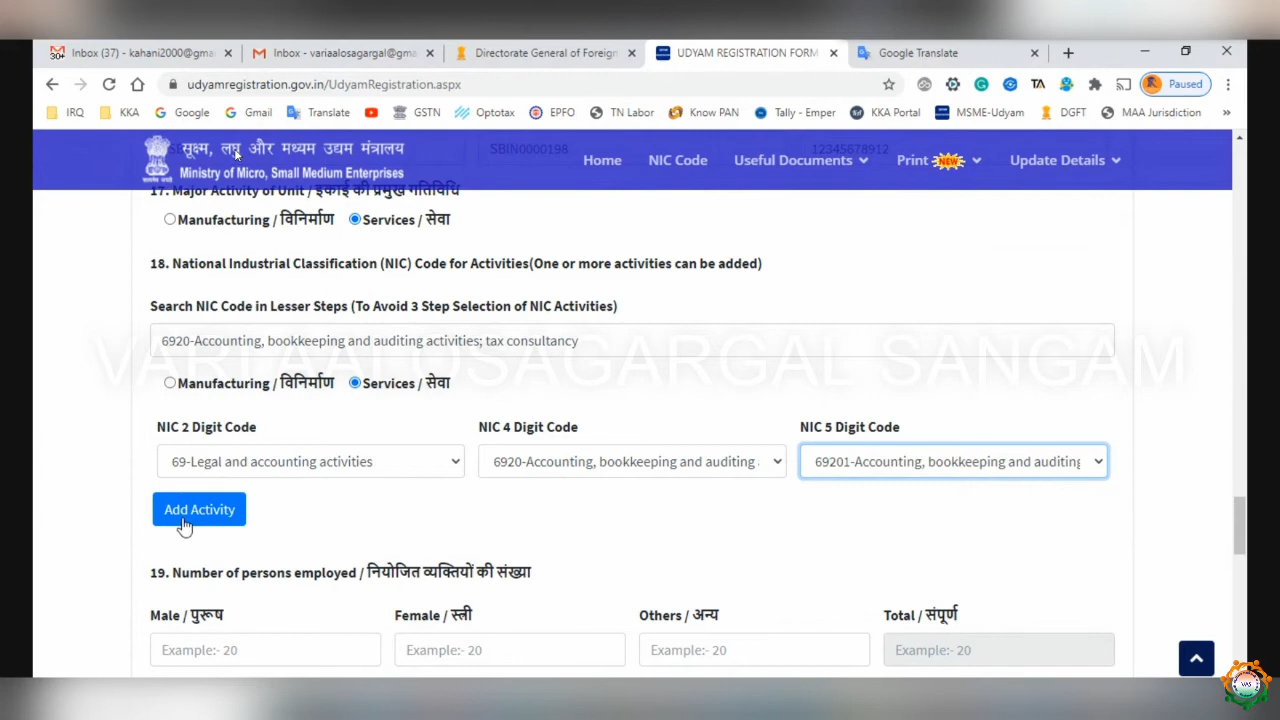 Inbox (37) - kahani2000@gma
Inbox - variaalosagargal@gma
Directorate General of Foreign
UDYAM REGISTRATION FORM
Google Translate
30+
udyamregistration.gov.in/UdyamRegistration.aspx
TA
Paused
IRQ
KKA
Google
Gmail
Translate
GSTN
Optotax
EPFO
TN Labor
Know PAN
Tally - Emper
KKA Portal
MSME-Udyam
DGFT
MAA Jurisdiction
»
सूक्ष्म, लघु और मध्यम उद्यम मंत्रालय
Ministry of Micro, Small Medium Enterprises
Home
NIC Code
Useful Documents
Print NEW
Update Details
SBIN0000198
12345678912
17. Major Activity of Unit / इकाई की प्रमुख गतिविधि
Manufacturing / विनिर्माण
Services / सेवा
18. National Industrial Classification (NIC) Code for Activities(One or more activities can be added)
Search NIC Code in Lesser Steps (To Avoid 3 Step Selection of NIC Activities)
6920-Accounting, bookkeeping and auditing activities; tax consultancy
VARIAALOSAGARGAL SANGAM
Manufacturing / विनिर्माण
Services / सेवा
NIC 2 Digit Code
NIC 4 Digit Code
NIC 5 Digit Code
69-Legal and accounting activities
6920-Accounting, bookkeeping and auditing
69201-Accounting, bookkeeping and auditing
Add Activity
19. Number of persons employed / नियोजित व्यक्तियों की संख्या
Male / पुरूष
Female / स्त्री
Others / अन्य
Total / संपूर्ण
Example:- 20
Example:- 20
Example:- 20
Example:- 20
VAS